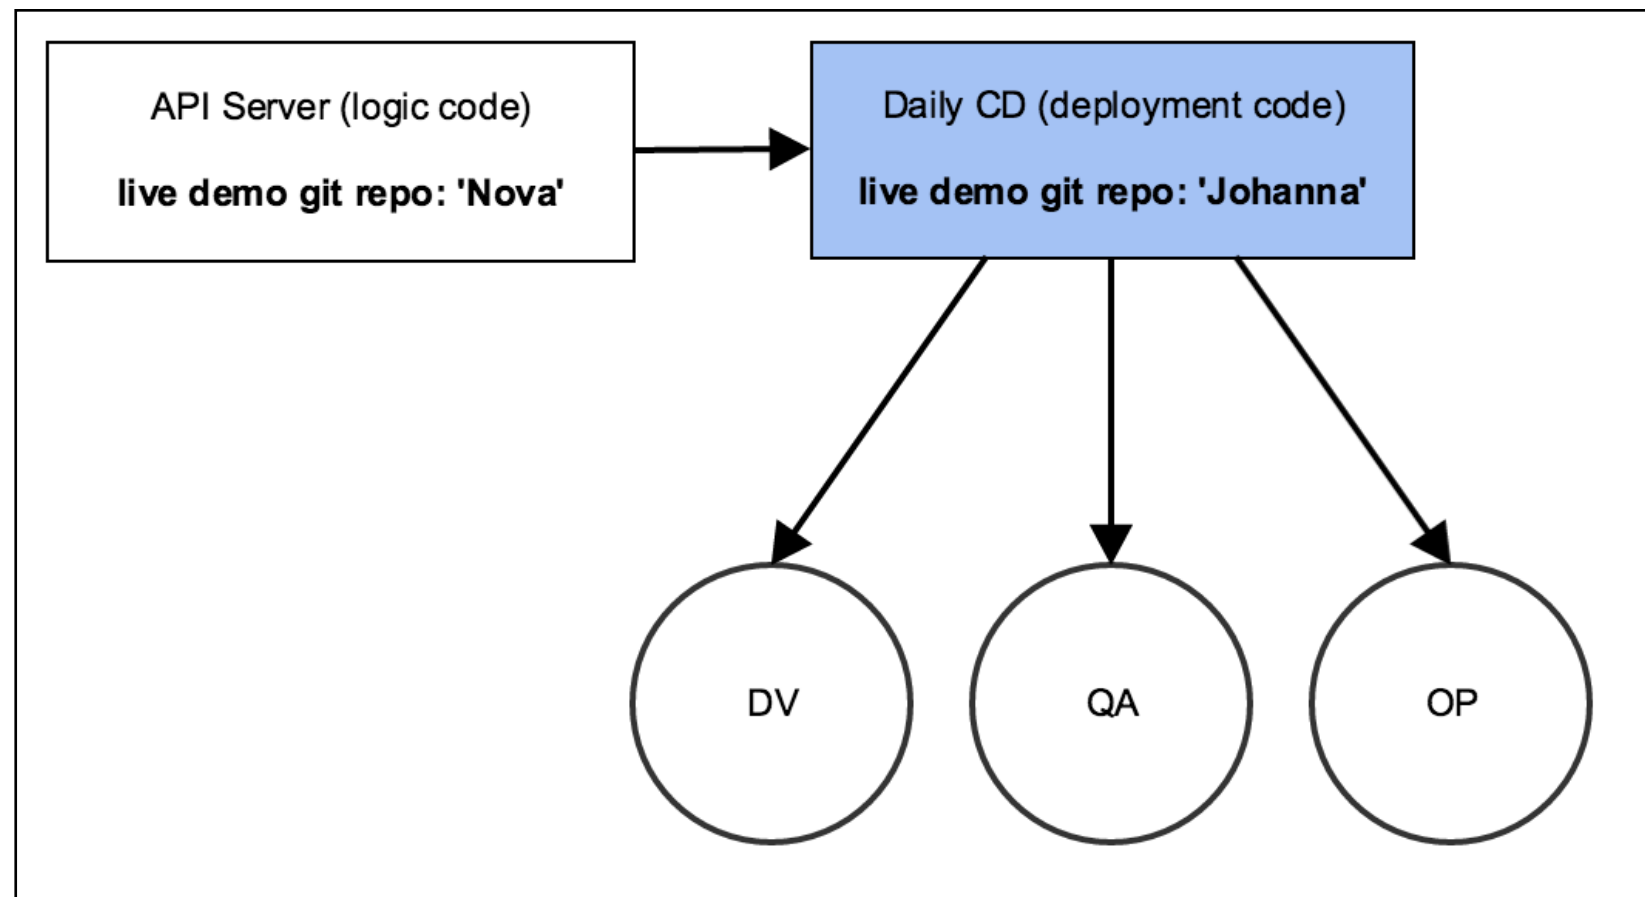 API Server (logic code)
live demo git repo: 'Nova'
Daily CD (deployment code)
live demo git repo: 'Johanna'
DV
QA
OP